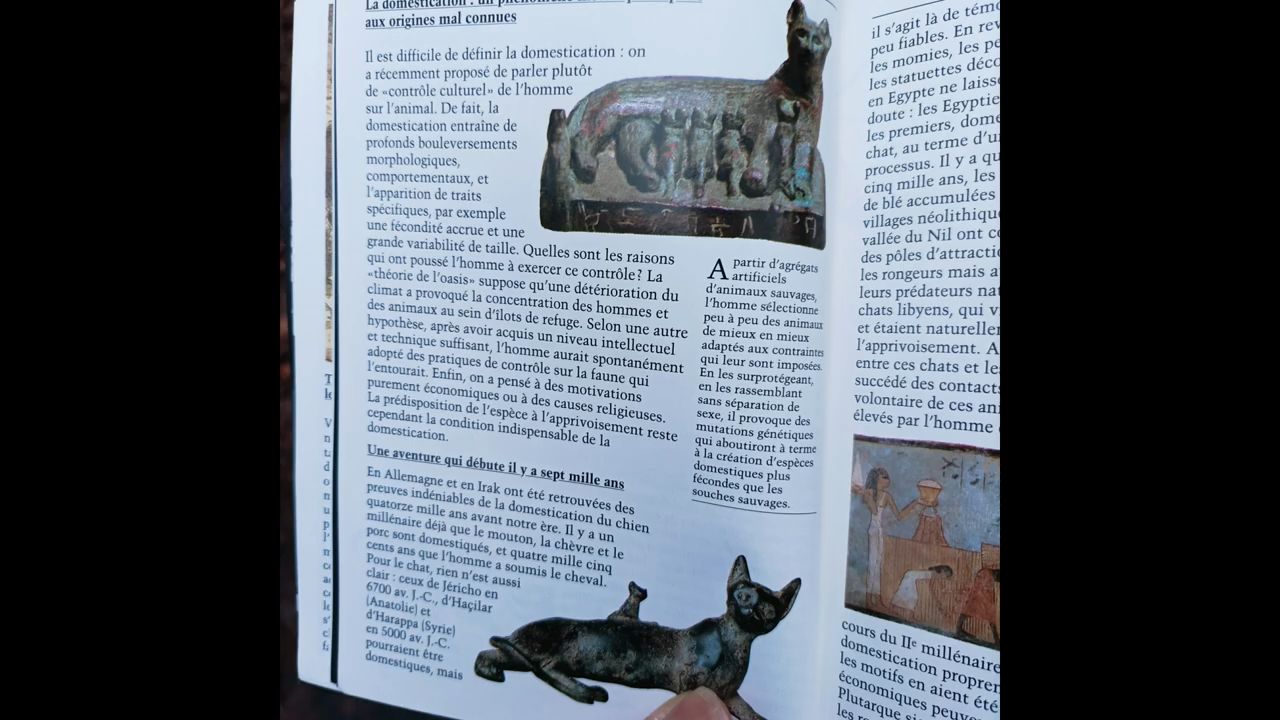 La domestication : un
aux origines mal connues
Il est difficile de définir la domestication : on
a récemment proposé de parler plutôt
de «contrôle culturel» de l'homme
sur l'animal. De fait, la
domestication entraîne de
profonds bouleversements
morphologiques,
comportementaux, et
l'apparition de traits
spécifiques, par exemple
une fécondité accrue et une
grande variabilité de taille. Quelles sont les raisons
qui ont poussé l'homme à exercer ce contrôle ? La
«théorie de l'oasis» suppose qu'une détérioration du
climat a provoqué la concentration des hommes et
des animaux au sein d'îlots de refuge. Selon une autre
hypothèse, après avoir acquis un niveau intellectuel
et technique suffisant, l'homme aurait spontanément
adopté des pratiques de contrôle sur la faune qui
l'entourait. Enfin, on a pensé à des motivations
purement économiques ou à des causes religieuses.
La prédisposition de l'espèce à l'apprivoisement reste
cependant la condition indispensable de la
domestication.
Une aventure qui débute il y a sept mille ans
En Allemagne et en Irak ont été retrouvées des
preuves indéniables de la domestication du chien
quatorze mille ans avant notre ère. Il y a un
millénaire déjà que le mouton, la chèvre et le
porc sont domestiqués, et quatre mille cinq
cents ans que l'homme a soumis le cheval.
Pour le chat, rien n'est aussi
clair : ceux de Jéricho en
6700 av. J.-C., d'Haçilar
(Anatolie) et
d'Harappa (Syrie)
en 5000 av. J.-C.
pourraient être
domestiques, mais
A partir d'agrégats
artificiels
d'animaux sauvages,
l'homme sélectionne
peu à peu des animaux
de mieux en mieux
adaptés aux contraintes
qui leur sont imposées.
En les surprotégeant,
en les rassemblant
sans séparation de
sexe, il provoque des
mutations génétiques
qui aboutiront à terme
à la création d'espèces
domestiques plus
fécondes que les
souches sauvages.
il s'agit là de
peu fiables. En
les momies, les
les statuettes
en Egypte ne
doute : les
les premiers,
chat, au terme
processus. Il y a
cinq mille ans, les
de blé accumulées
villages
vallée du Nil ont
des pôles
les rongeurs mais
leurs prédateurs
chats libyens, qui
et étaient
l'apprivoisement.
entre ces chats et
succédé des contacts
volontaire de ces
élevés par l'homme
cours du IIe millénaire
domestication
les motifs en aient été
économiques
Plutarque